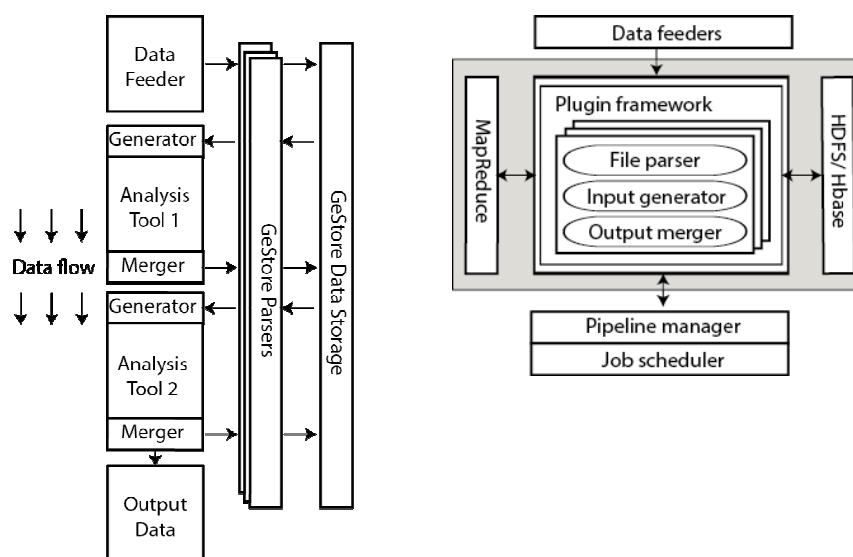 Data
Feeder
Generator
Analysis
Tool 1
Merger
Generator
Analysis
Tool 2
Merger
Output
Data
Data flow
GeStore Parsers
GeStore Data Storage
Data feeders
MapReduce
Plugin framework
File parser
Input generator
Output merger
HDFS/ Hbase
Pipeline manager
Job scheduler